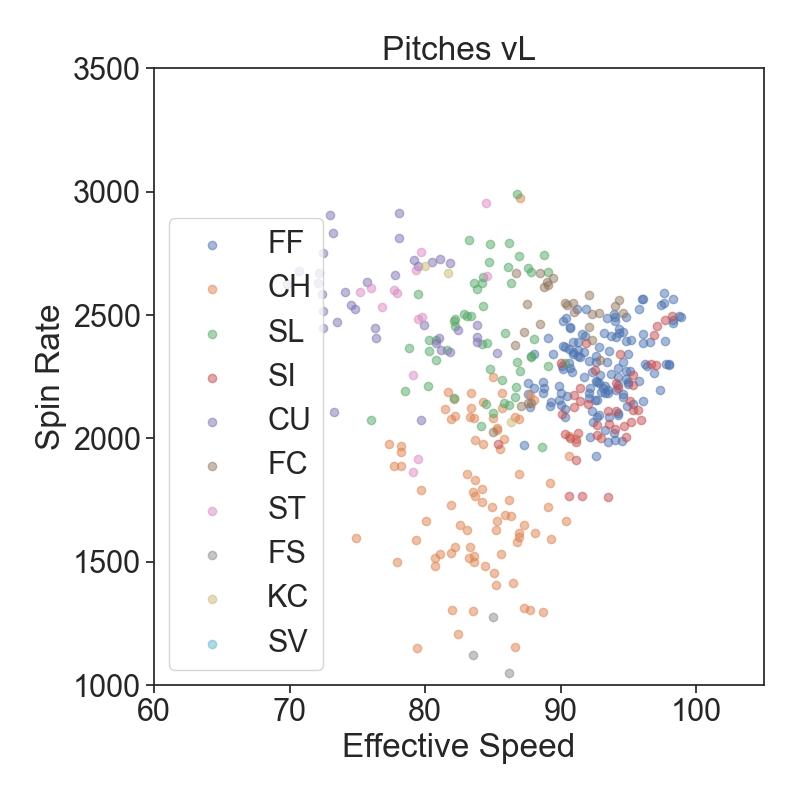 Pitches vL
3500
3000
2500
2000
1500
1000
Spin Rate
FF
CH
SL
SI
CU
FC
ST
FS
KC
SV
60 70 80 90 100
Effective Speed